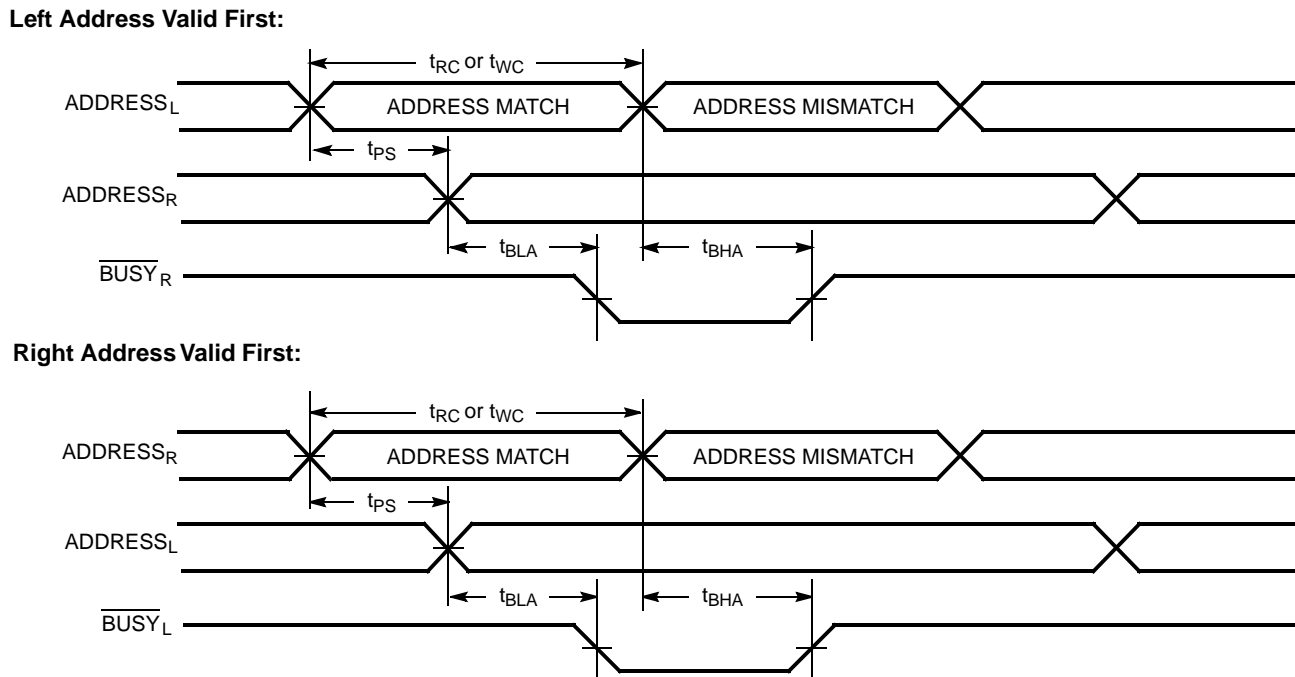 Left Address Valid First:
tRC or tWC
ADDRESSL
ADDRESS MATCH
ADDRESS MISMATCH
tPS
ADDRESSR
tBLA
tBHA
BUSYR
Right Address Valid First:
tRC or tWC
ADDRESSR
ADDRESS MATCH
ADDRESS MISMATCH
tPS
ADDRESSL
tBLA
tBHA
BUSYL